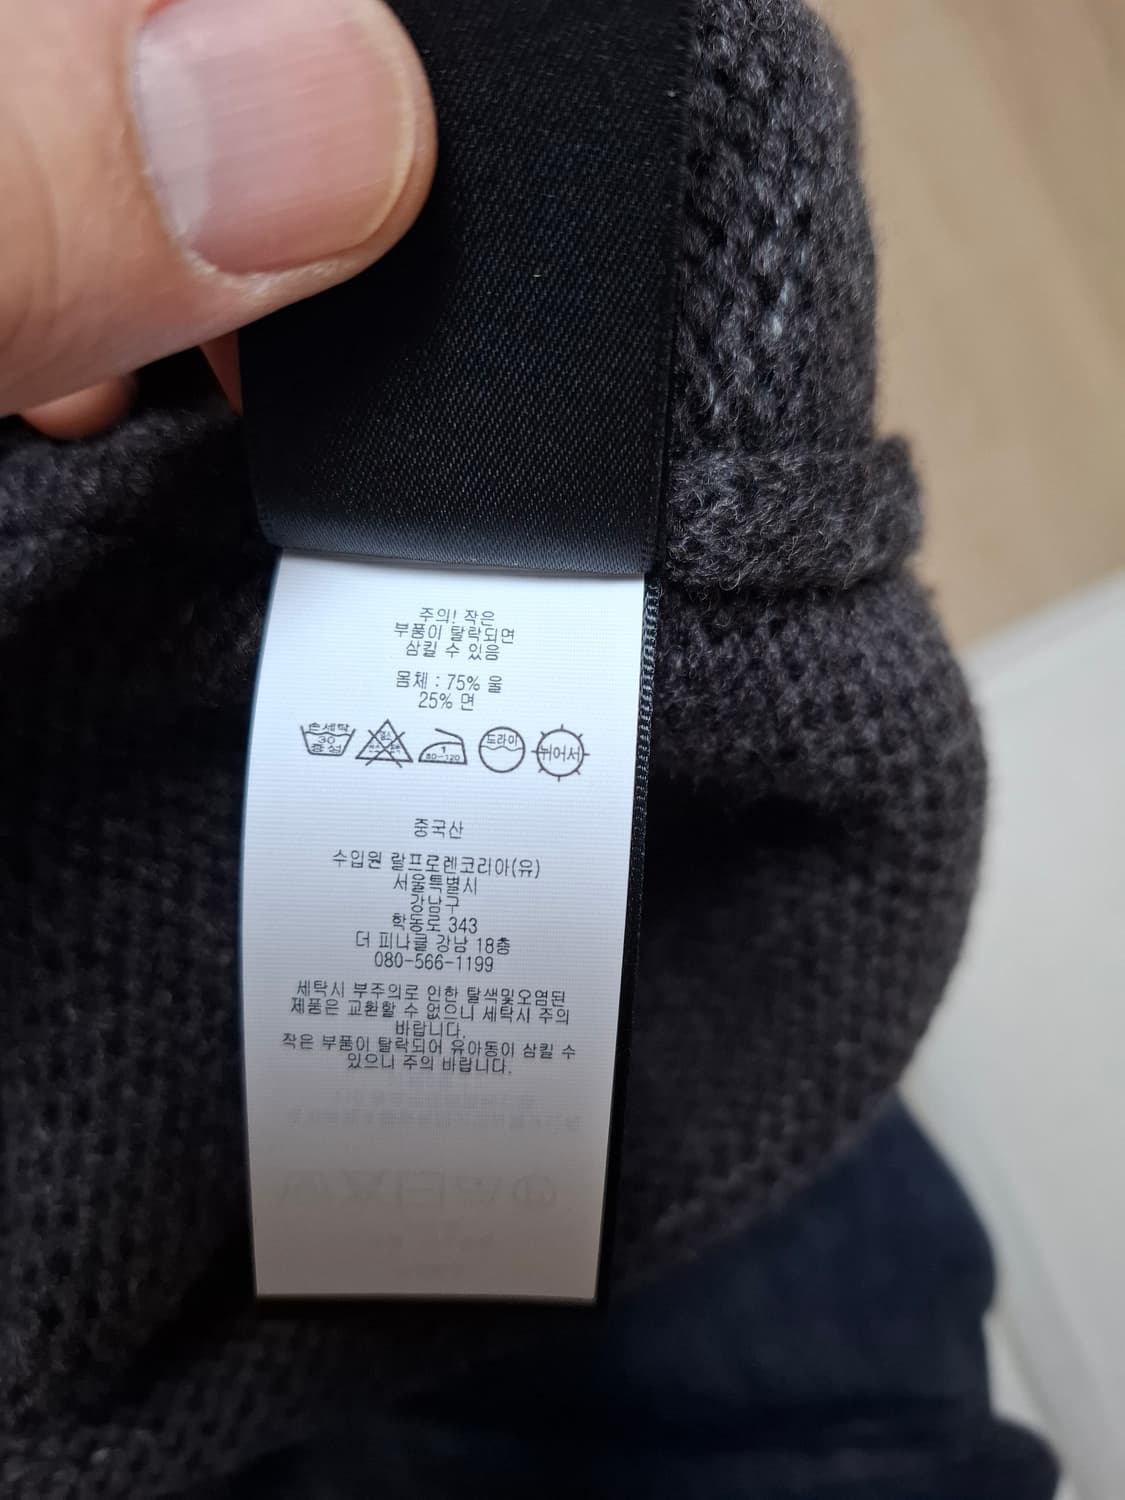 주의! 작은
부품이 탈락되면
삼킬 수 있음
몸체 : 75% 울
25% 면
손세탁
30
중성
1
80-120
드라이
뉘어서
중국산
수입원 랄프로렌코리아(유)
서울특별시
강남구
학동로 343
더 피나클 강남 18층
080-566-1199
세탁시 부주의로 인한 탈색및오염된
제품은 교환할 수 없으니 세탁시 주의
바랍니다.
작은 부품이 탈락되어 유아동이 삼킬 수
있으니 주의 바랍니다.